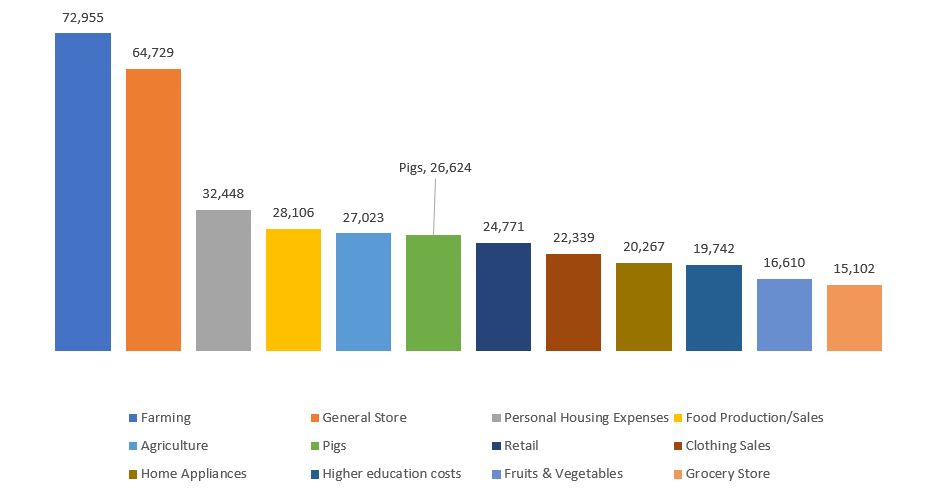 72,955
64,729
Pigs, 26,624
32,448
28,106
27,023
24,771
22,339
20,267
19,742
16,610
15,102
Farming
General Store
Personal Housing Expenses
Food Production/Sales
Agriculture
Pigs
Retail
Clothing Sales
Home Appliances
Higher education costs
Fruits & Vegetables
Grocery Store